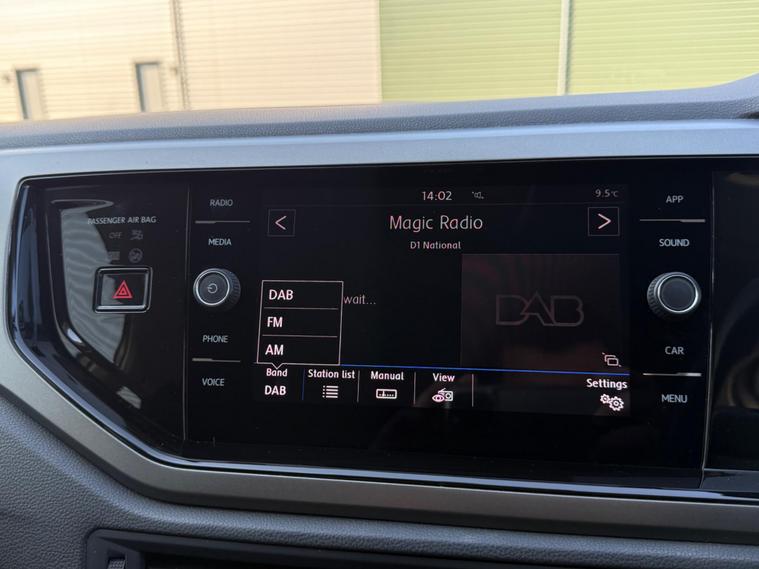 PASSENGER AIR BAG
OFF
RADIO
MEDIA
PHONE
VOICE
14:02
9.5°C
<
Magic Radio
>
D1 National
wait...
DAB
DAB
FM
AM
Band
DAB
Station list
Manual
View
Settings
APP
SOUND
CAR
MENU